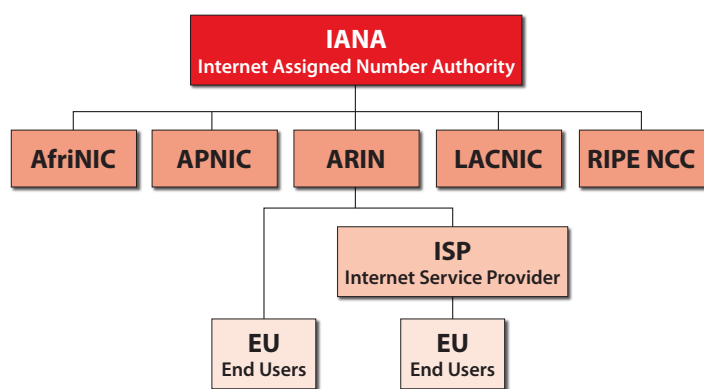 IANA
Internet Assigned Number Authority
AfriNIC
APNIC
ARIN
LACNIC
RIPE NCC
ISP
Internet Service Provider
EU
End Users
EU
End Users